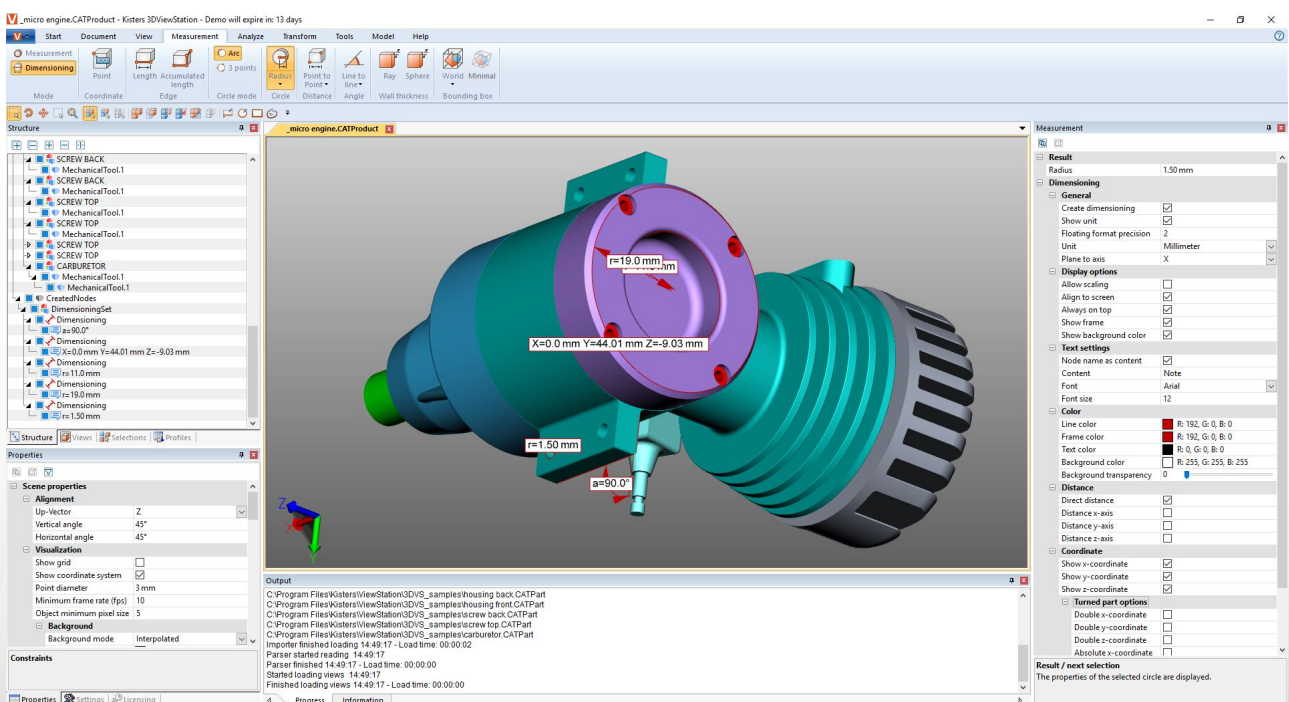 _micro engine.CATProduct - Kisters 3DViewStation - Demo will expire in: 13 days
Start Document View Measurement Analyze Transform Tools Model Help
Measurement
Dimensioning
Mode
Point
Coordinate
Length Accumulated length
Edge
Arc
3 points
Circle mode
Radius
Circle
Point to Point
Distance
Line to line
Angle
Ray Sphere
Wall thickness
World Minimal
Bounding box
Structure
SCREW BACK
MechanicalTool.1
SCREW BACK
MechanicalTool.1
SCREW TOP
MechanicalTool.1
SCREW TOP
MechanicalTool.1
SCREW TOP
SCREW TOP
CARBURETOR
MechanicalTool.1
MechanicalTool.1
CreatedNodes
DimensioningSet
Dimensioning
a=90.0°
Dimensioning
X=0.0 mm Y=44.01 mm Z=-9.03 mm
Dimensioning
r=11.0 mm
Dimensioning
r=19.0 mm
Dimensioning
r=1.50 mm
Structure Views Selections Profiles
Properties
Scene properties
Alignment
Up-Vector Z
Vertical angle 45°
Horizontal angle 45°
Visualization
Show grid
Show coordinate system
Point diameter 3 mm
Minimum frame rate (fps) 10
Object minimum pixel size 5
Background
Background mode Interpolated
Constraints
Properties Settings Licensing
_micro engine.CATProduct
r=19.0 mm
X=0.0 mm Y=44.01 mm Z=-9.03 mm
r=1.50 mm
a=90.0°
Z
X
Y
Output
C:\Program Files\Kisters\ViewStation\3DVS_samples\housing back.CATPart
C:\Program Files\Kisters\ViewStation\3DVS_samples\housing front.CATPart
C:\Program Files\Kisters\ViewStation\3DVS_samples\screw back.CATPart
C:\Program Files\Kisters\ViewStation\3DVS_samples\screw top.CATPart
C:\Program Files\Kisters\ViewStation\3DVS_samples\carburetor.CATPart
Importer finished loading 14:49:17 - Load time: 00:00:02
Parser started reading 14:49:17
Parser finished 14:49:17 - Load time: 00:00:00
Started loading views 14:49:17
Finished loading views 14:49:17 - Load time: 00:00:00
Progress Information
Measurement
Result
Radius 1.50 mm
Dimensioning
General
Create dimensioning
Show unit
Floating format precision 2
Unit Millimeter
Plane to axis X
Display options
Allow scaling
Align to screen
Always on top
Show frame
Show background color
Text settings
Node name as content
Content Note
Font Arial
Font size 12
Color
Line color R: 192, G: 0, B: 0
Frame color R: 192, G: 0, B: 0
Text color R: 0, G: 0, B: 0
Background color R: 255, G: 255, B: 255
Background transparency 0
Distance
Direct distance
Distance x-axis
Distance y-axis
Distance z-axis
Coordinate
Show x-coordinate
Show y-coordinate
Show z-coordinate
Turned part options
Double x-coordinate
Double y-coordinate
Double z-coordinate
Absolute x-coordinate
Result / next selection
The properties of the selected circle are displayed.